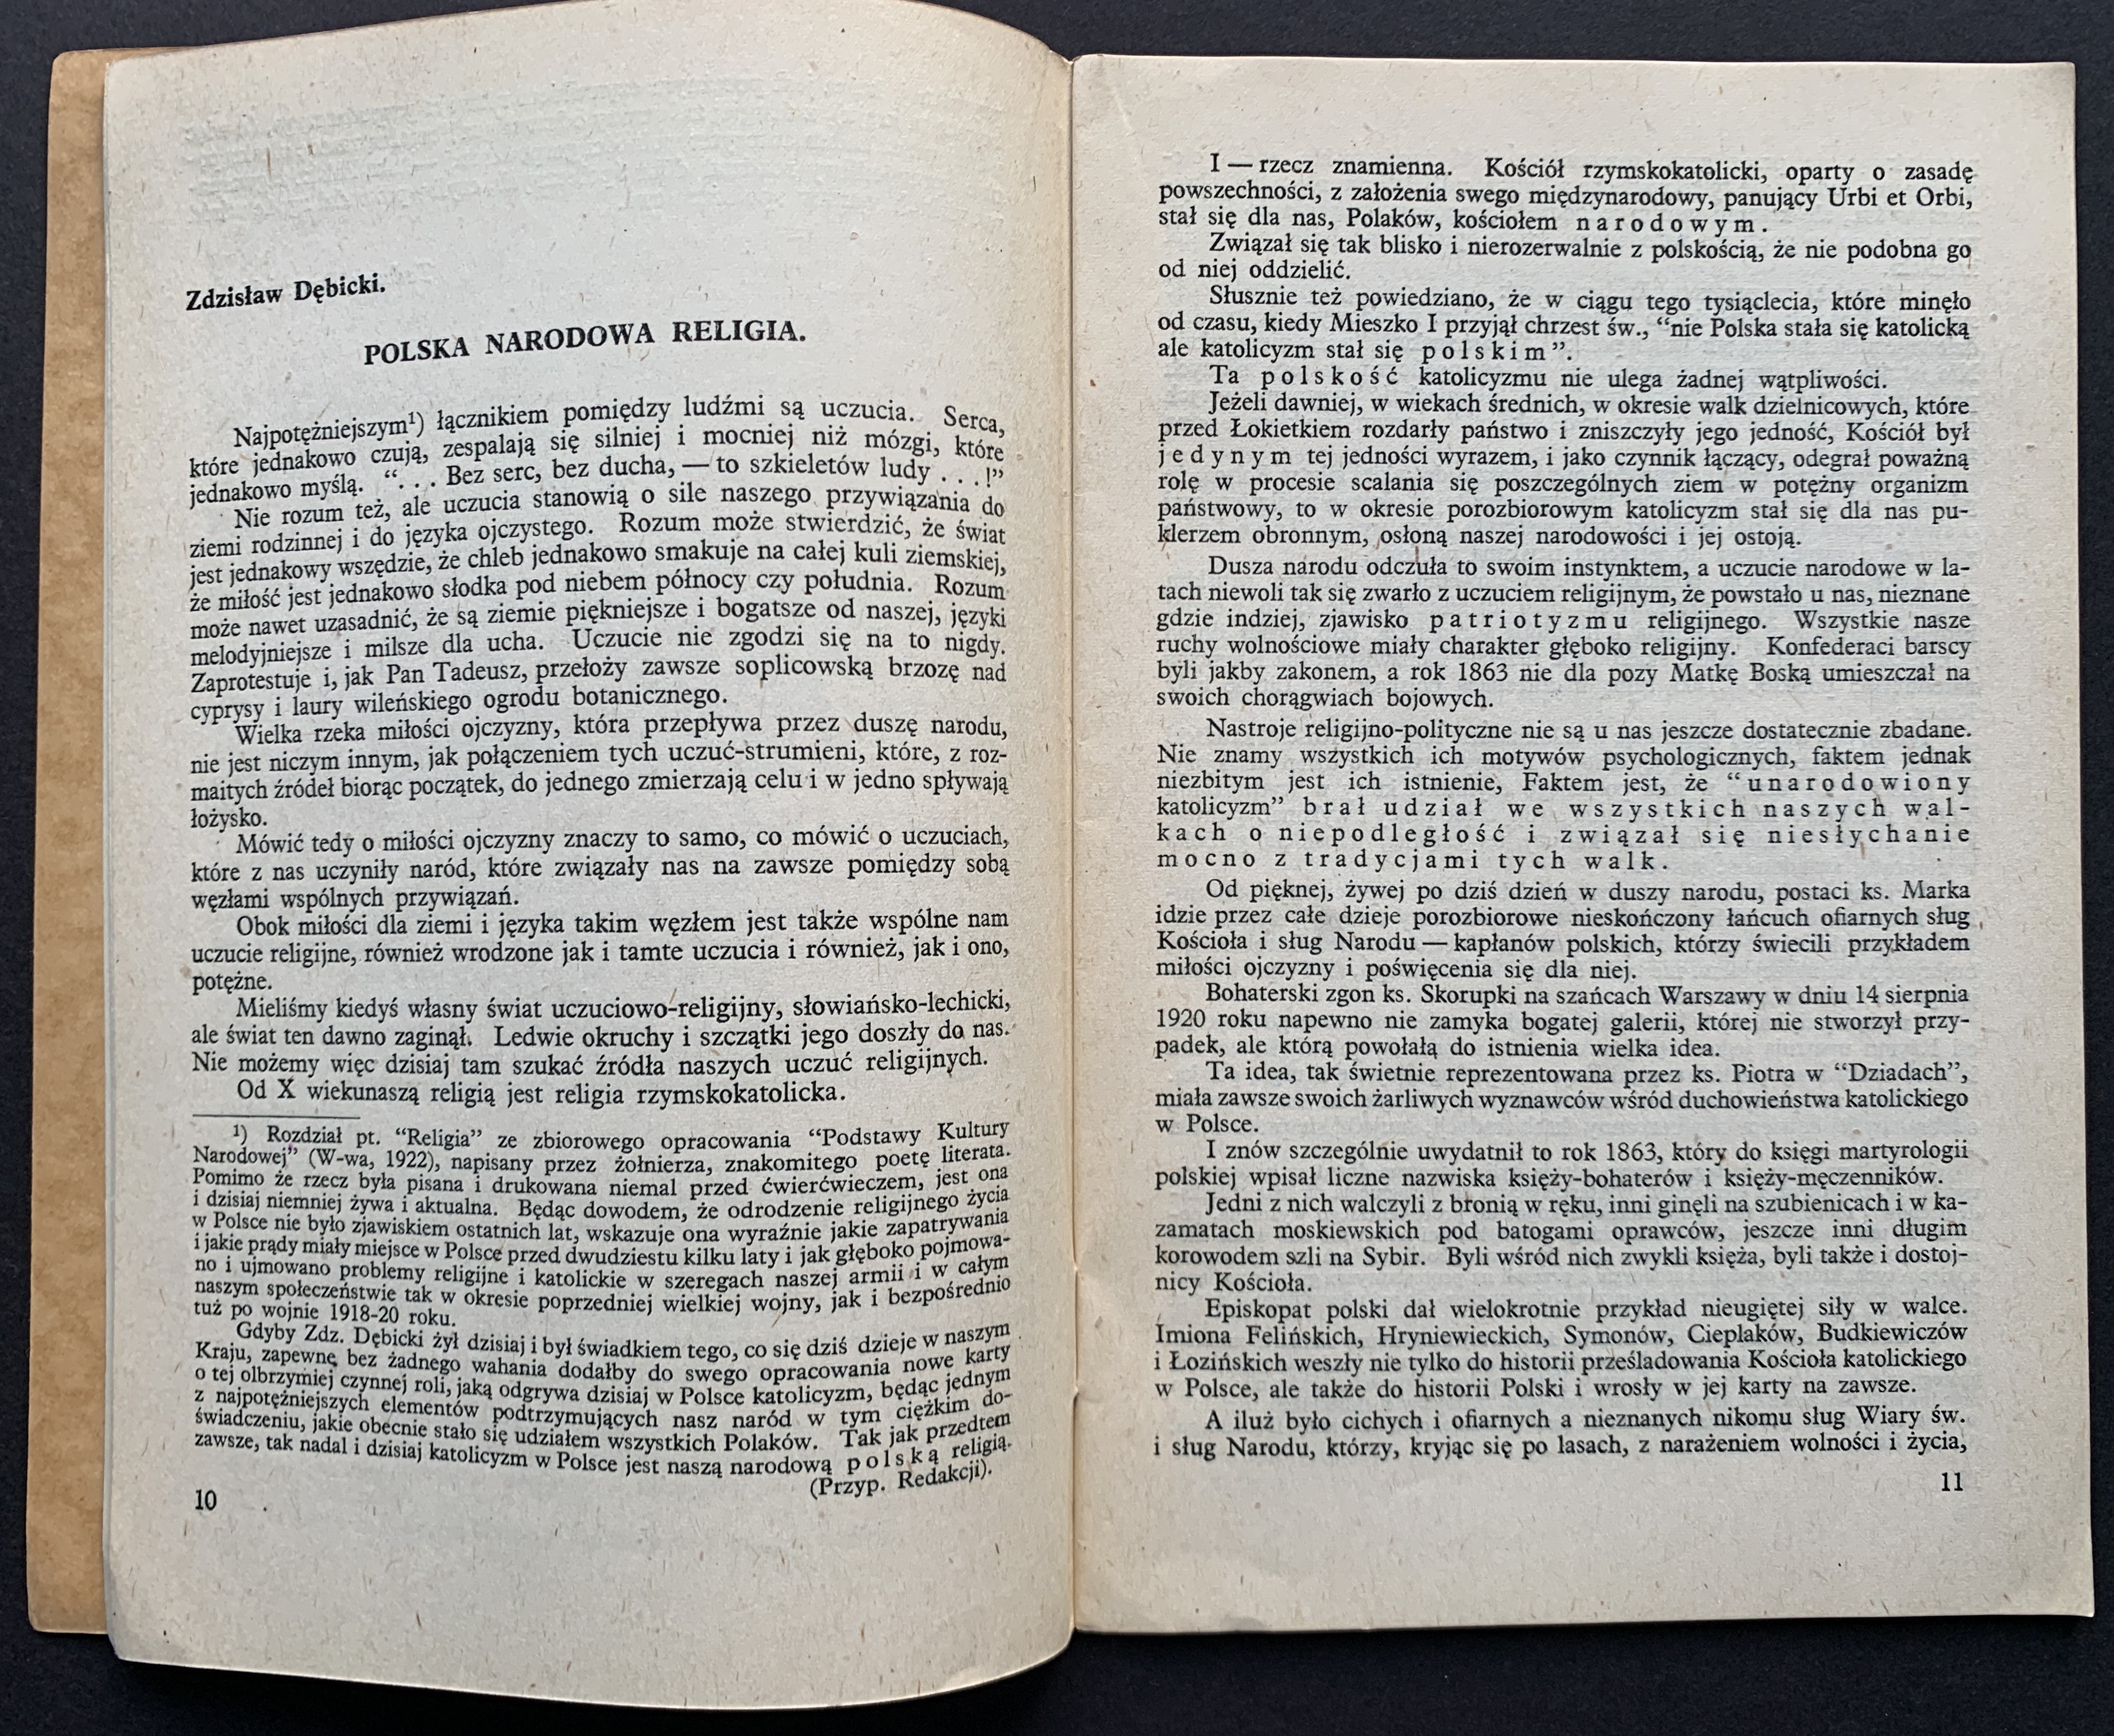 Zdzisław Dębicki.
POLSKA NARODOWA RELIGIA.
Najpotężniejszym¹) łącznikiem pomiędzy ludźmi są uczucia. Serca,
które jednakowo czują, zespalają się silniej i mocniej niż mózgi, które
jednakowo myślą. “. . . Bez serc, bez ducha, — to szkieletów ludy . . .!”
Nie rozum też, ale uczucia stanowią o sile naszego przywiązania do
ziemi rodzinnej i do języka ojczystego. Rozum może stwierdzić, że świat
jest jednakowy wszędzie, że chleb jednakowo smakuje na całej kuli ziemskiej,
że miłość jest jednakowo słodka pod niebem północy czy południa. Rozum
może nawet uzasadnić, że są ziemie piękniejsze i bogatsze od naszej, języki
melodyjniejsze i milsze dla ucha. Uczucie nie zgodzi się na to nigdy.
Zaprotestuje i, jak Pan Tadeusz, przełoży zawsze soplicowską brzozę nad
cyprysy i laury wileńskiego ogrodu botanicznego.
Wielka rzeka miłości ojczyzny, która przepływa przez duszę narodu,
nie jest niczym innym, jak połączeniem tych uczuć-strumieni, które, z roz-
maitych źródeł biorąc początek, do jednego zmierzają celu i w jedno spływają
łożysko.
Mówić tedy o miłości ojczyzny znaczy to samo, co mówić o uczuciach,
które z nas uczyniły naród, które związały nas na zawsze pomiędzy sobą
węzłami wspólnych przywiązań.
Obok miłości dla ziemi i języka takim węzłem jest także wspólne nam
uczucie religijne, również wrodzone jak i tamte uczucia i również, jak i ono,
potężne.
Mieliśmy kiedyś własny świat uczuciowo-religijny, słowiańsko-lechicki,
ale świat ten dawno zaginął. Ledwie okruchy i szczątki jego doszły do nas.
Nie możemy więc dzisiaj tam szukać źródła naszych uczuć religijnych.
Od X wiekunaszą religią jest religia rzymskokatolicka.
¹) Rozdział pt. “Religia” ze zbiorowego opracowania “Podstawy Kultury
Narodowej” (W-wa, 1922), napisany przez żołnierza, znakomitego poetę literata.
Pomimo że rzecz była pisana i drukowana niemal przed ćwierćwieczem, jest ona
i dzisiaj niemniej żywa i aktualna. Będąc dowodem, że odrodzenie religijnego życia
w Polsce nie było zjawiskiem ostatnich lat, wskazuje ona wyraźnie jakie zapatrywania
i jakie prądy miały miejsce w Polsce przed dwudziestu kilku laty i jak głęboko pojmowa-
no i ujmowano problemy religijne i katolickie w szeregach naszej armii i w całym
naszym społeczeństwie tak w okresie poprzedniej wielkiej wojny, jak i bezpośrednio
tuż po wojnie 1918-20 roku.
Gdyby Zdz. Dębicki żył dzisiaj i był świadkiem tego, co się dziś dzieje w naszym
Kraju, zapewnę bez żadnego wahania dodałby do swego opracowania nowe karty
o tej olbrzymiej czynnej roli, jaką odgrywa dzisiaj w Polsce katolicyzm, będąc jednym
z najpotężniejszych elementów podtrzymujących nasz naród w tym ciężkim do-
świadczeniu, jakie obecnie stało się udziałem wszystkich Polaków. Tak jak przedtem
zawsze, tak nadal i dzisiaj katolicyzm w Polsce jest naszą narodową p o l s k ą religią.
(Przyp. Redakcji).
10
I — rzecz znamienna. Kościół rzymskokatolicki, oparty o zasadę
powszechności, z założenia swego międzynarodowy, panujący Urbi et Orbi,
stał się dla nas, Polaków, kościołem n a r o d o w y m .
Związał się tak blisko i nierozerwalnie z polskością, że nie podobna go
od niej oddzielić.
Słusznie też powiedziano, że w ciągu tego tysiąclecia, które minęło
od czasu, kiedy Mieszko I przyjął chrzest św., “nie Polska stała się katolicką
ale katolicyzm stał się p o l s k i m ”.
Ta p o l s k o ś ć katolicyzmu nie ulega żadnej wątpliwości.
Jeżeli dawniej, w wiekach średnich, w okresie walk dzielnicowych, które
przed Łokietkiem rozdarły państwo i zniszczyły jego jedność, Kościół był
j e d y n y m tej jedności wyrazem, i jako czynnik łączący, odegrał poważną
rolę w procesie scalania się poszczególnych ziem w potężny organizm
państwowy, to w okresie porozbiorowym katolicyzm stał się dla nas pu-
klerzem obronnym, osłoną naszej narodowości i jej ostoją.
Dusza narodu odczuła to swoim instynktem, a uczucie narodowe w la-
tach niewoli tak się zwarło z uczuciem religijnym, że powstało u nas, nieznane
gdzie indziej, zjawisko p a t r i o t y z m u religijnego. Wszystkie nasze
ruchy wolnościowe miały charakter głęboko religijny. Konfederaci barscy
byli jakby zakonem, a rok 1863 nie dla pozy Matkę Boską umieszczał na
swoich chorągwiach bojowych.
Nastroje religijno-polityczne nie są u nas jeszcze dostatecznie zbadane.
Nie znamy wszystkich ich motywów psychologicznych, faktem jednak
niezbitym jest ich istnienie, Faktem jest, że “u n a r o d o w i o n y
katolicyzm” b r a ł u d z i a ł w e w s z y s t k i c h n a s z y c h w a l -
k a c h o n i e p o d l e g ł o ś ć i z w i ą z a ł s i ę n i e s ł y c h a n i e
m o c n o z t r a d y c j a m i t y c h w a l k .
Od pięknej, żywej po dziś dzień w duszy narodu, postaci ks. Marka
idzie przez całe dzieje porozbiorowe nieskończony łańcuch ofiarnych sług
Kościoła i sług Narodu — kapłanów polskich, którzy świecili przykładem
miłości ojczyzny i poświęcenia się dla niej.
Bohaterski zgon ks. Skorupki na szańcach Warszawy w dniu 14 sierpnia
1920 roku napewno nie zamyka bogatej galerii, której nie stworzył przy-
padek, ale którą powołałą do istnienia wielka idea.
Ta idea, tak świetnie reprezentowana przez ks. Piotra w “Dziadach”,
miała zawsze swoich żarliwych wyznawców wśród duchowieństwa katolickiego
w Polsce.
I znów szczególnie uwydatnił to rok 1863, który do księgi martyrologii
polskiej wpisał liczne nazwiska księży-bohaterów i księży-męczenników.
Jedni z nich walczyli z bronią w ręku, inni ginęli na szubienicach i w ka-
zamatach moskiewskich pod batogami oprawców, jeszcze inni długim
korowodem szli na Sybir. Byli wśród nich zwykli księża, byli także i dostoj-
nicy Kościoła.
Episkopat polski dał wielokrotnie przykład nieugiętej siły w walce.
Imiona Felińskich, Hryniewieckich, Symonów, Cieplaków, Budkiewiczów
i Łozińskich weszły nie tylko do historii prześladowania Kościoła katolickiego
w Polsce, ale także do historii Polski i wrosły w jej karty na zawsze.
A iluż było cichych i ofiarnych a nieznanych nikomu sług Wiary św.
i sług Narodu, którzy, kryjąc się po lasach, z narażeniem wolności i życia,
11